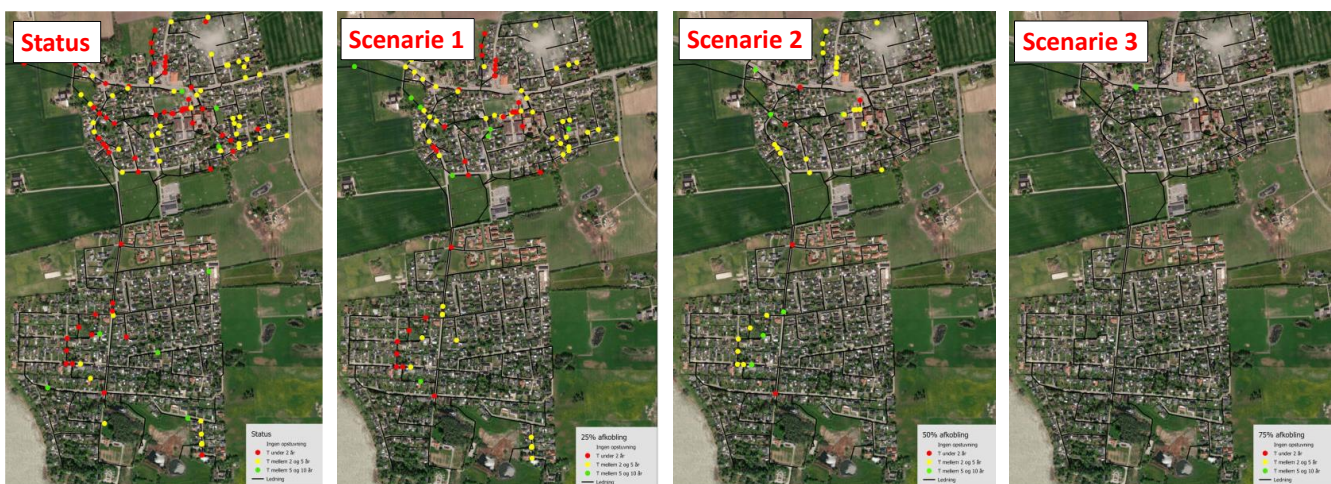 Status
Scenarie 1
Scenarie 2
Scenarie 3
Status
Ingen opstuvning
T under 2 år
T mellem 2 og 5 år
T mellem 5 og 10 år
Ledning
25% afkobling
Ingen opstuvning
T under 2 år
T mellem 2 og 5 år
T mellem 5 og 10 år
Ledning
50% afkobling
Ingen opstuvning
T under 2 år
T mellem 2 og 5 år
T mellem 5 og 10 år
Ledning
75% afkobling
Ingen opstuvning
T under 2 år
T mellem 2 og 5 år
T mellem 5 og 10 år
Ledning